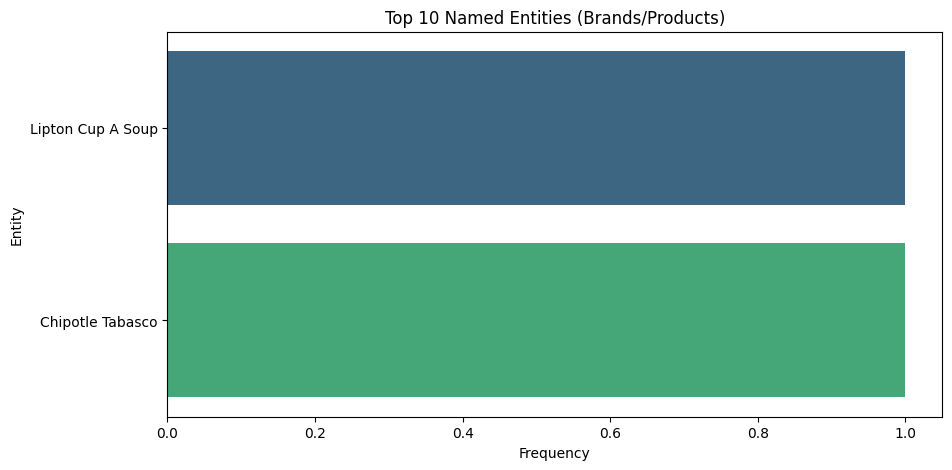 Top 10 Named Entities (Brands/Products)
Entity
Lipton Cup A Soup
Chipotle Tabasco
0.0 0.2 0.4 0.6 0.8 1.0
Frequency